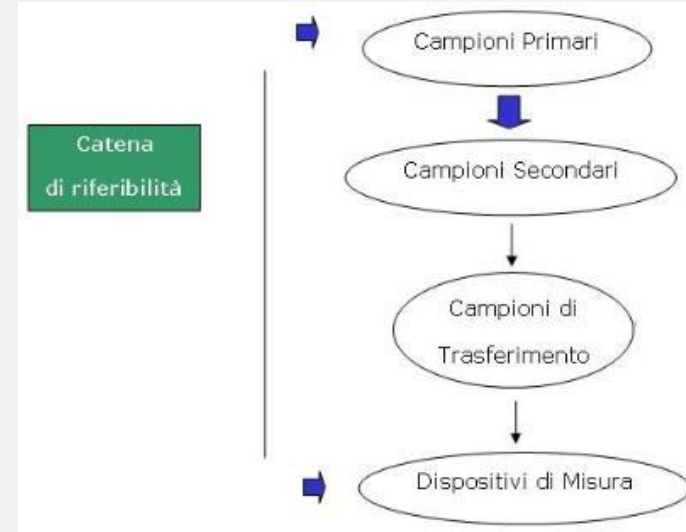 Campioni Primari
Catena
di riferibilità
Campioni Secondari
Campioni di
Trasferimento
Dispositivi di Misura